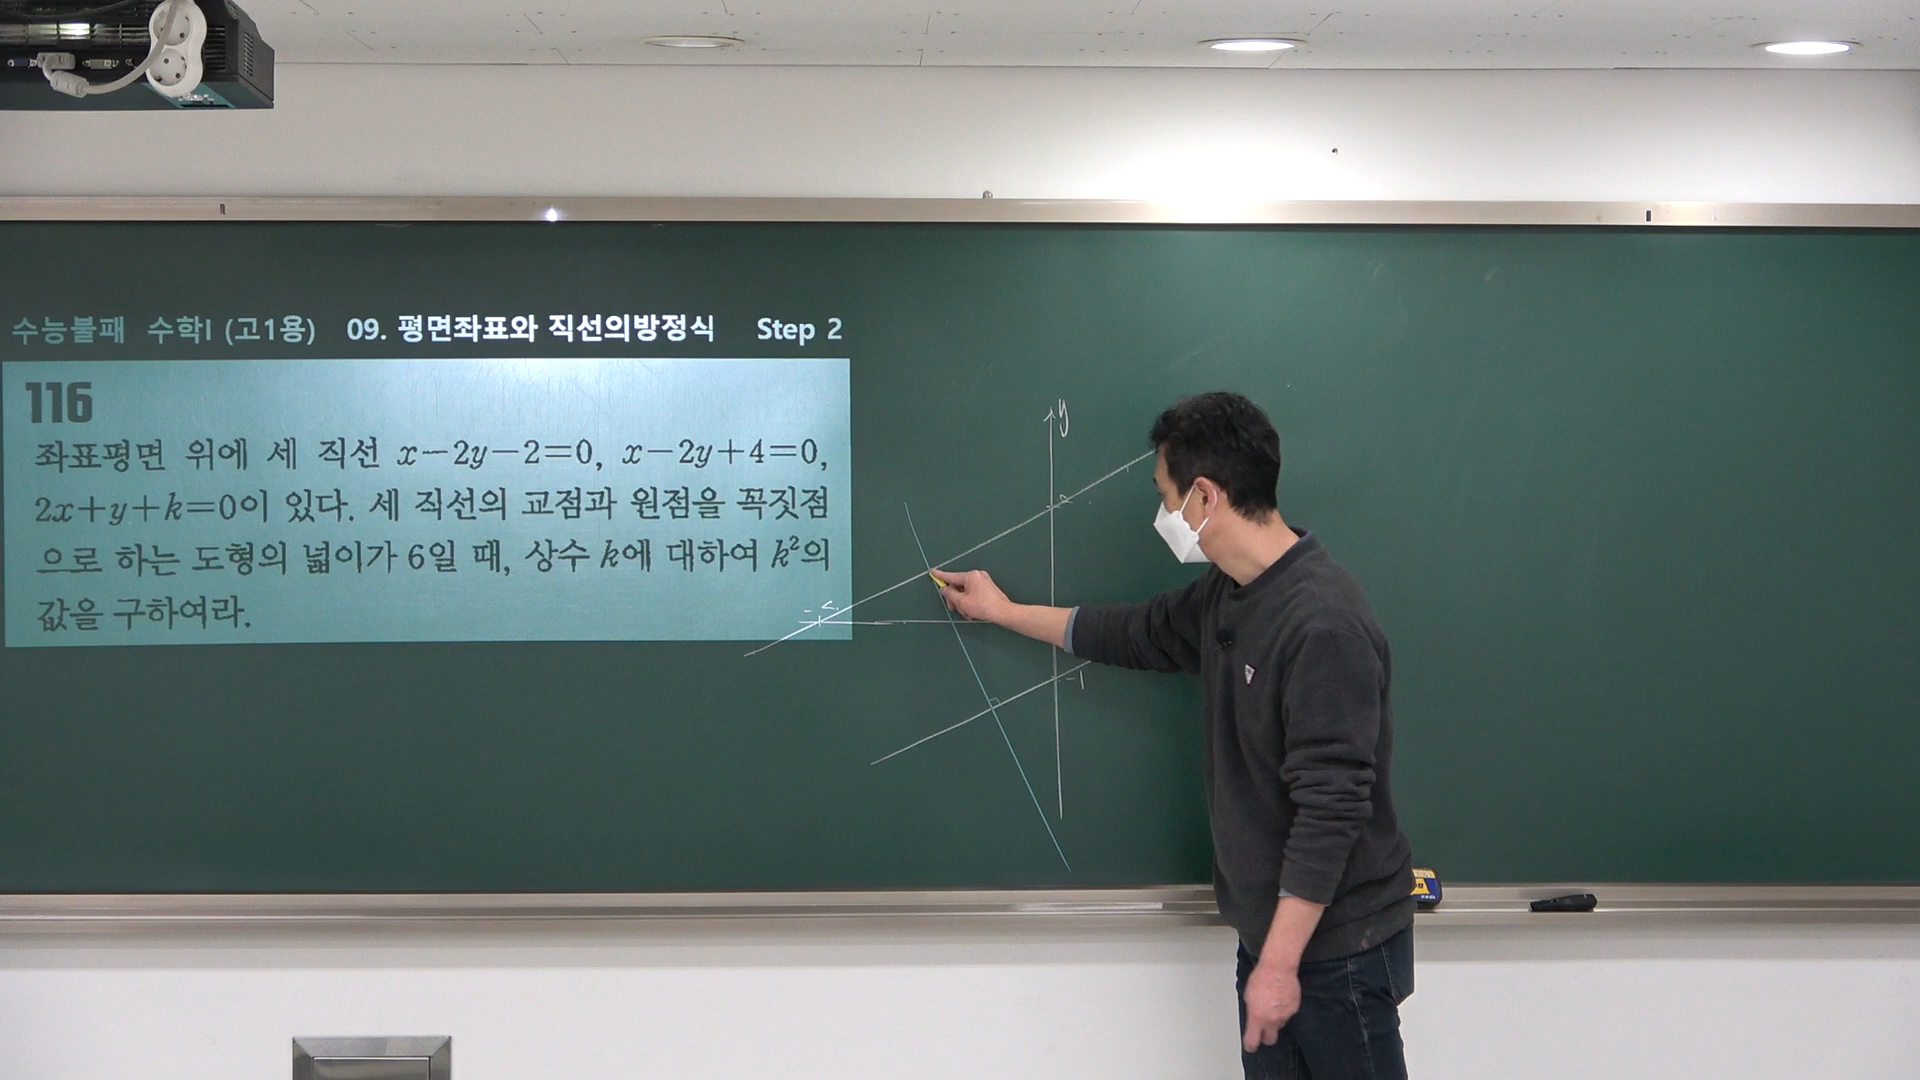 수능불패 수학I (고1용) 09. 평면좌표와 직선의방정식 Step 2
116
좌표평면 위에 세 직선 x-2y-2=0, x-2y+4=0,
2x+y+k=0이 있다. 세 직선의 교점과 원점을 꼭짓점
으로 하는 도형의 넓이가 6일 때, 상수 k에 대하여 k²의
값을 구하여라.
y
2
-1